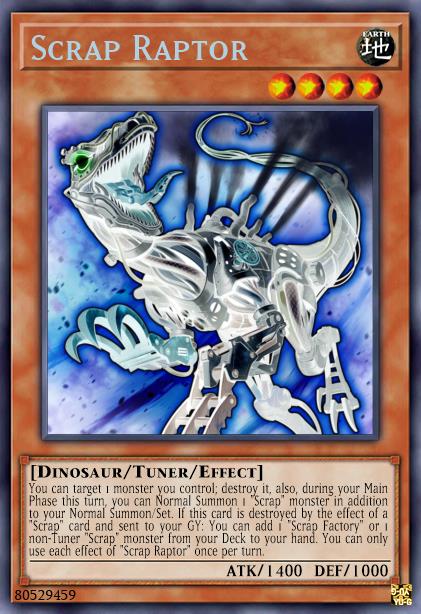 SCRAP RAPTOR
EARTH
地
[DINOSAUR/TUNER/EFFECT]
You can target 1 monster you control; destroy it, also, during your Main
Phase this turn, you can Normal Summon 1 "Scrap" monster in addition
to your Normal Summon/Set. If this card is destroyed by the effect of a
"Scrap" card and sent to your GY: You can add 1 "Scrap Factory" or 1
non-Tuner "Scrap" monster from your Deck to your hand. You can only
use each effect of "Scrap Raptor" once per turn.
ATK/1400 DEF/1000
80529459